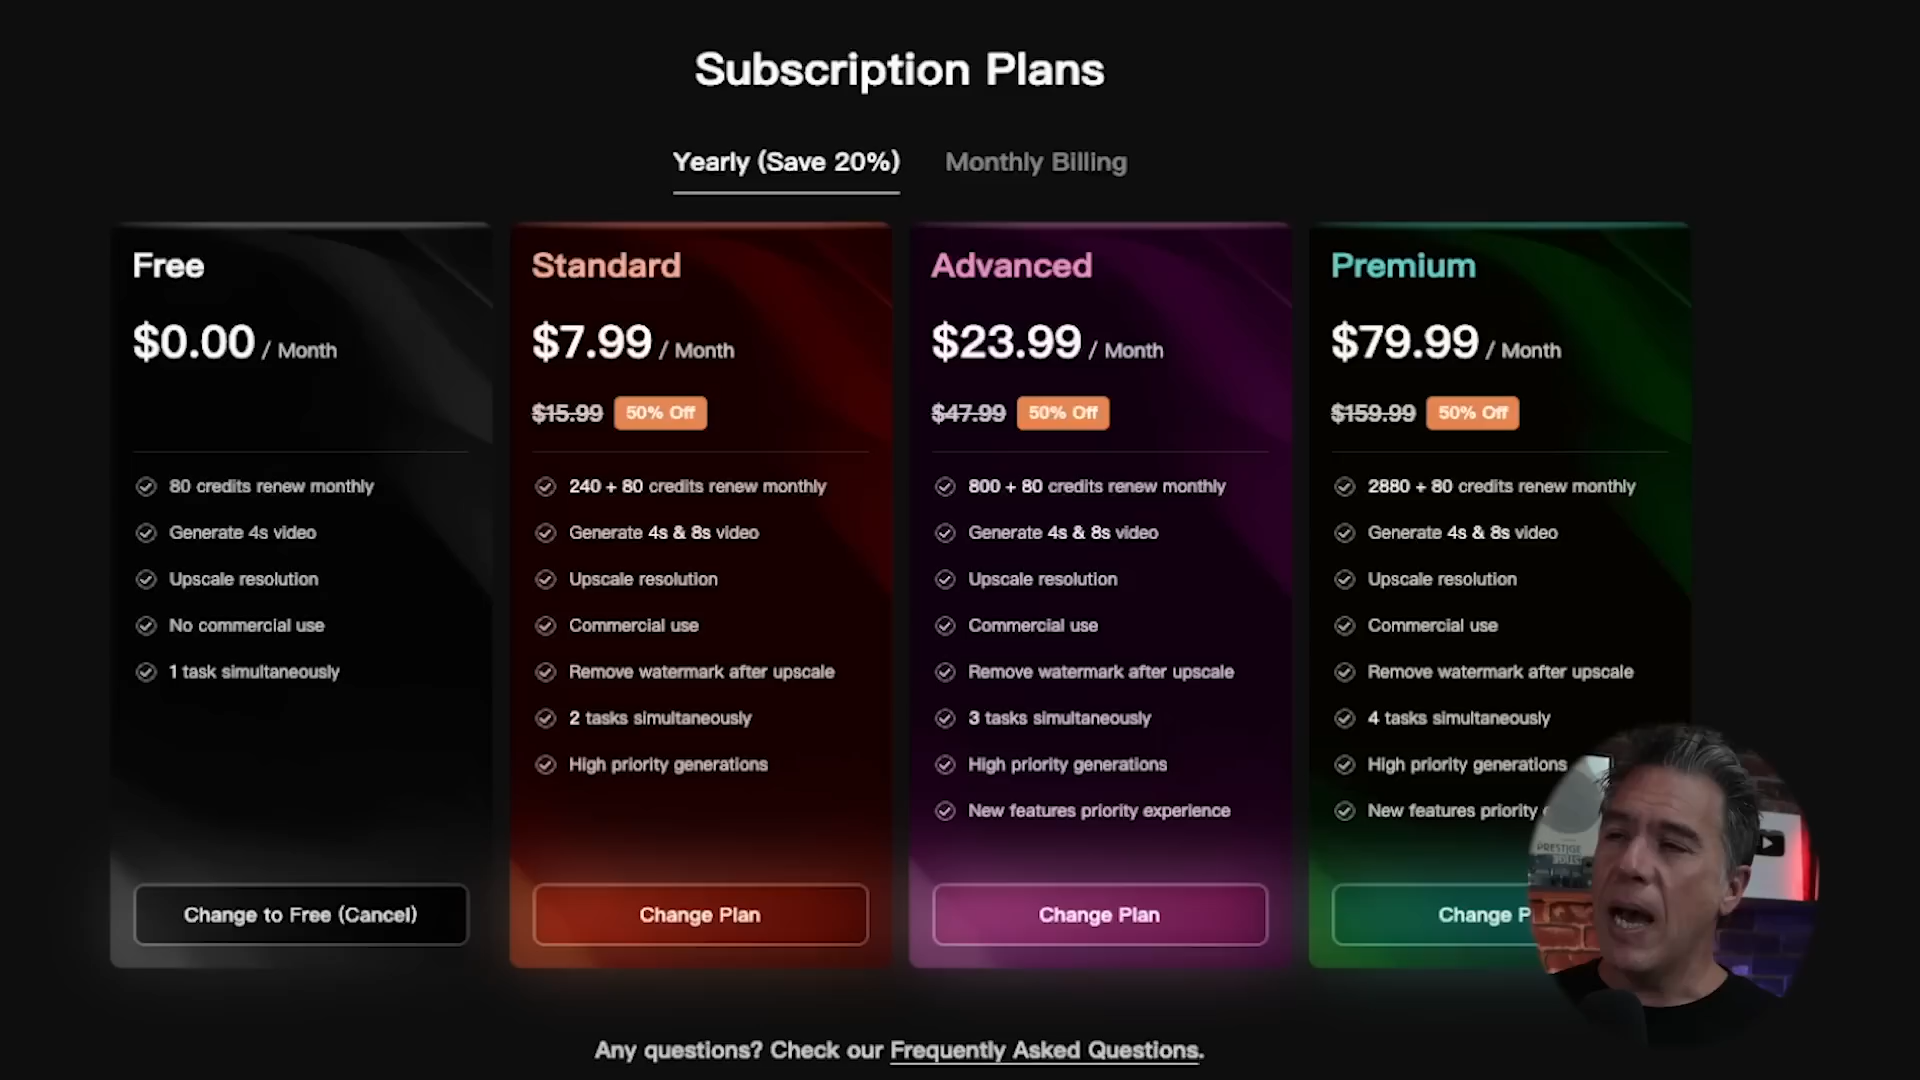 Subscription Plans
Yearly (Save 20%)
Monthly Billing
Free
$0.00 / Month
80 credits renew monthly
Generate 4s video
Upscale resolution
No commercial use
1 task simultaneously
Change to Free (Cancel)
Standard
$7.99 / Month
$15.99 50% Off
240 + 80 credits renew monthly
Generate 4s & 8s video
Upscale resolution
Commercial use
Remove watermark after upscale
2 tasks simultaneously
High priority generations
Change Plan
Advanced
$23.99 / Month
$47.99 50% Off
800 + 80 credits renew monthly
Generate 4s & 8s video
Upscale resolution
Commercial use
Remove watermark after upscale
3 tasks simultaneously
High priority generations
New features priority experience
Change Plan
Premium
$79.99 / Month
$159.99 50% Off
2880 + 80 credits renew monthly
Generate 4s & 8s video
Upscale resolution
Commercial use
Remove watermark after upscale
4 tasks simultaneously
High priority generations
New features priority
Change P
PRESTIGE
Any questions? Check our Frequently Asked Questions.